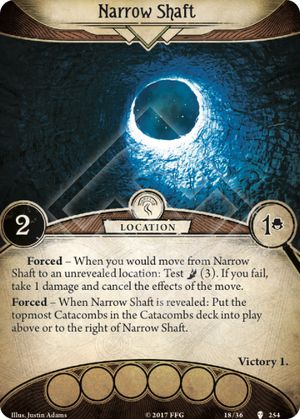 Narrow Shaft
2
1
LOCATION
Forced – When you would move from Narrow
Shaft to an unrevealed location: Test (3). If you fail,
take 1 damage and cancel the effects of the move.
Forced – When Narrow Shaft is revealed: Put the
topmost Catacombs in the Catacombs deck into play
above or to the right of Narrow Shaft.
Victory 1.
Illus. Justin Adams © 2017 FFG 18/36 254